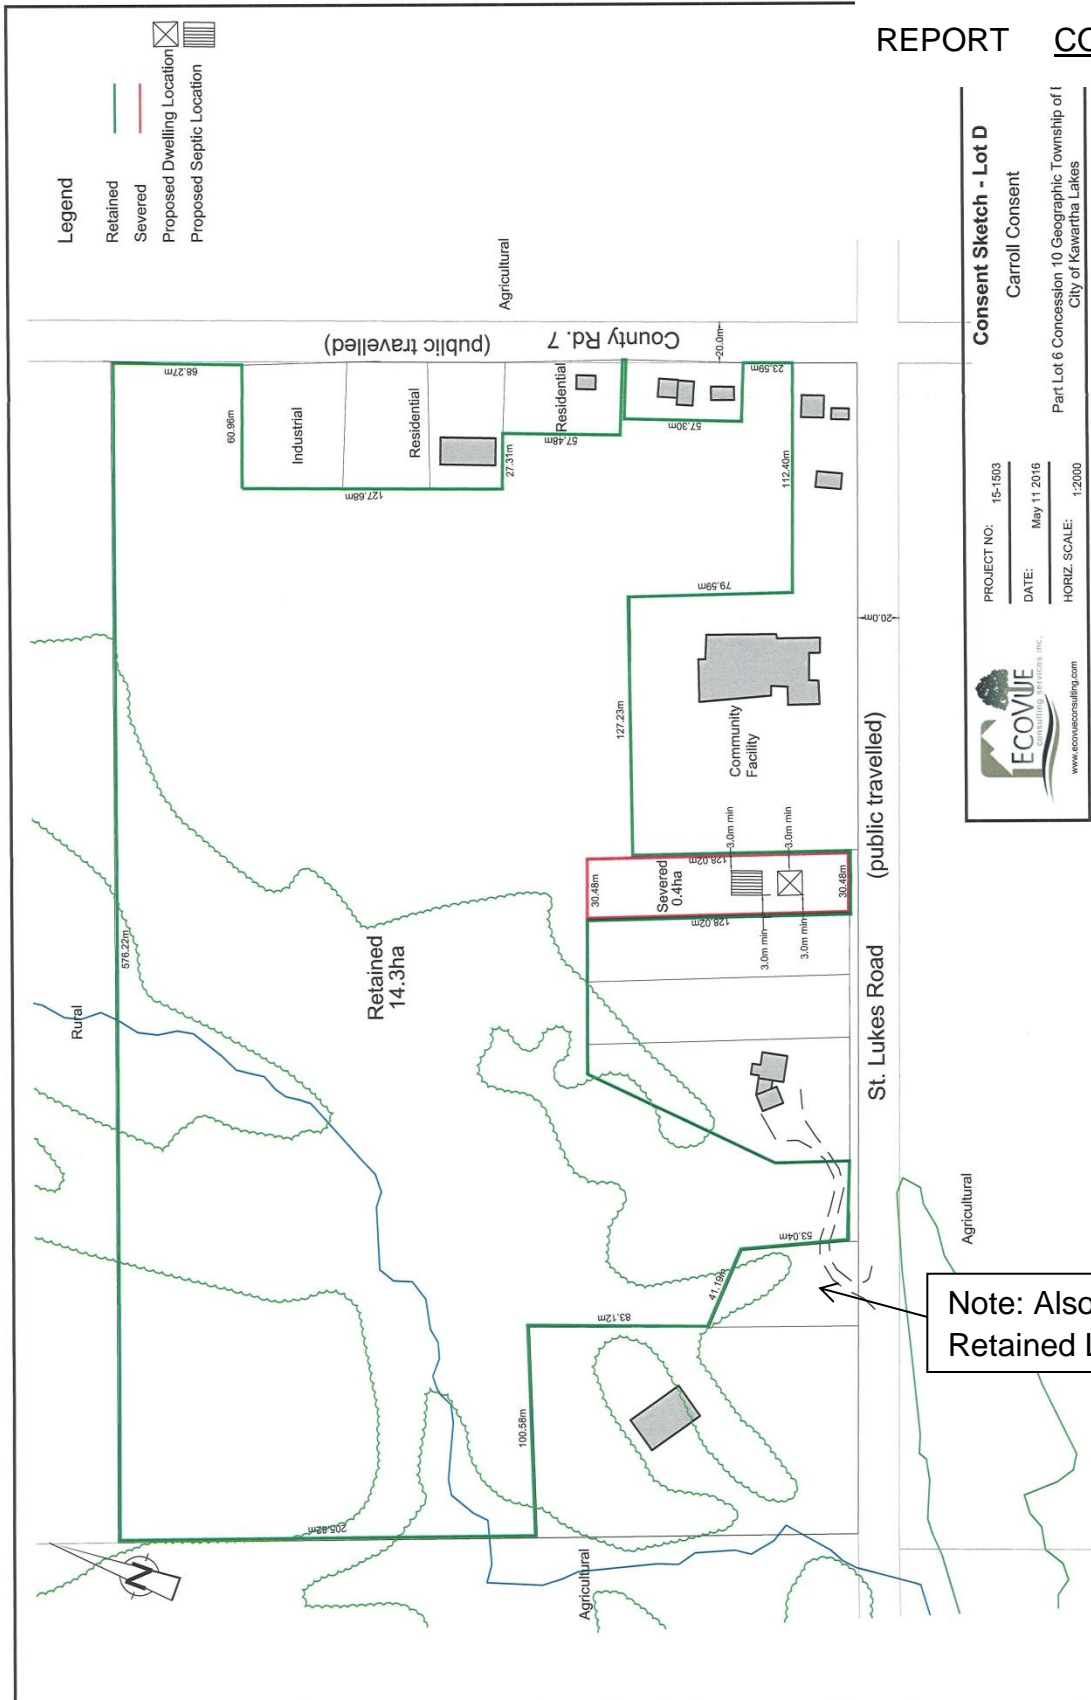 REPORT CO
Legend
Retained
Severed
Proposed Dwelling Location
Proposed Septic Location
Agricultural
County Rd. 7
(public travelled)
20.0m
68.27m
60.96m
Industrial
127.68m
Residential
27.31m
57.48m
Residential
57.30m
23.59m
112.40m
79.59m
127.23m
Community
Facility
20.0m
576.22m
Rural
Retained
14.3ha
30.48m
Severed
0.4ha
128.02m
128.02m
3.0m min
3.0m min
3.0m min
3.0m min
30.48m
St. Lukes Road
(public travelled)
53.04m
41.19m
83.12m
100.58m
205.82m
Agricultural
Agricultural
N
Note: Also
Retained L
Consent Sketch - Lot D
Carroll Consent
Part Lot 6 Concession 10 Geographic Township of
City of Kawartha Lakes
PROJECT NO: 15-1503
DATE: May 11 2016
HORIZ. SCALE: 1:2000
ECOVUE
consulting services inc.
www.ecovueconsulting.com